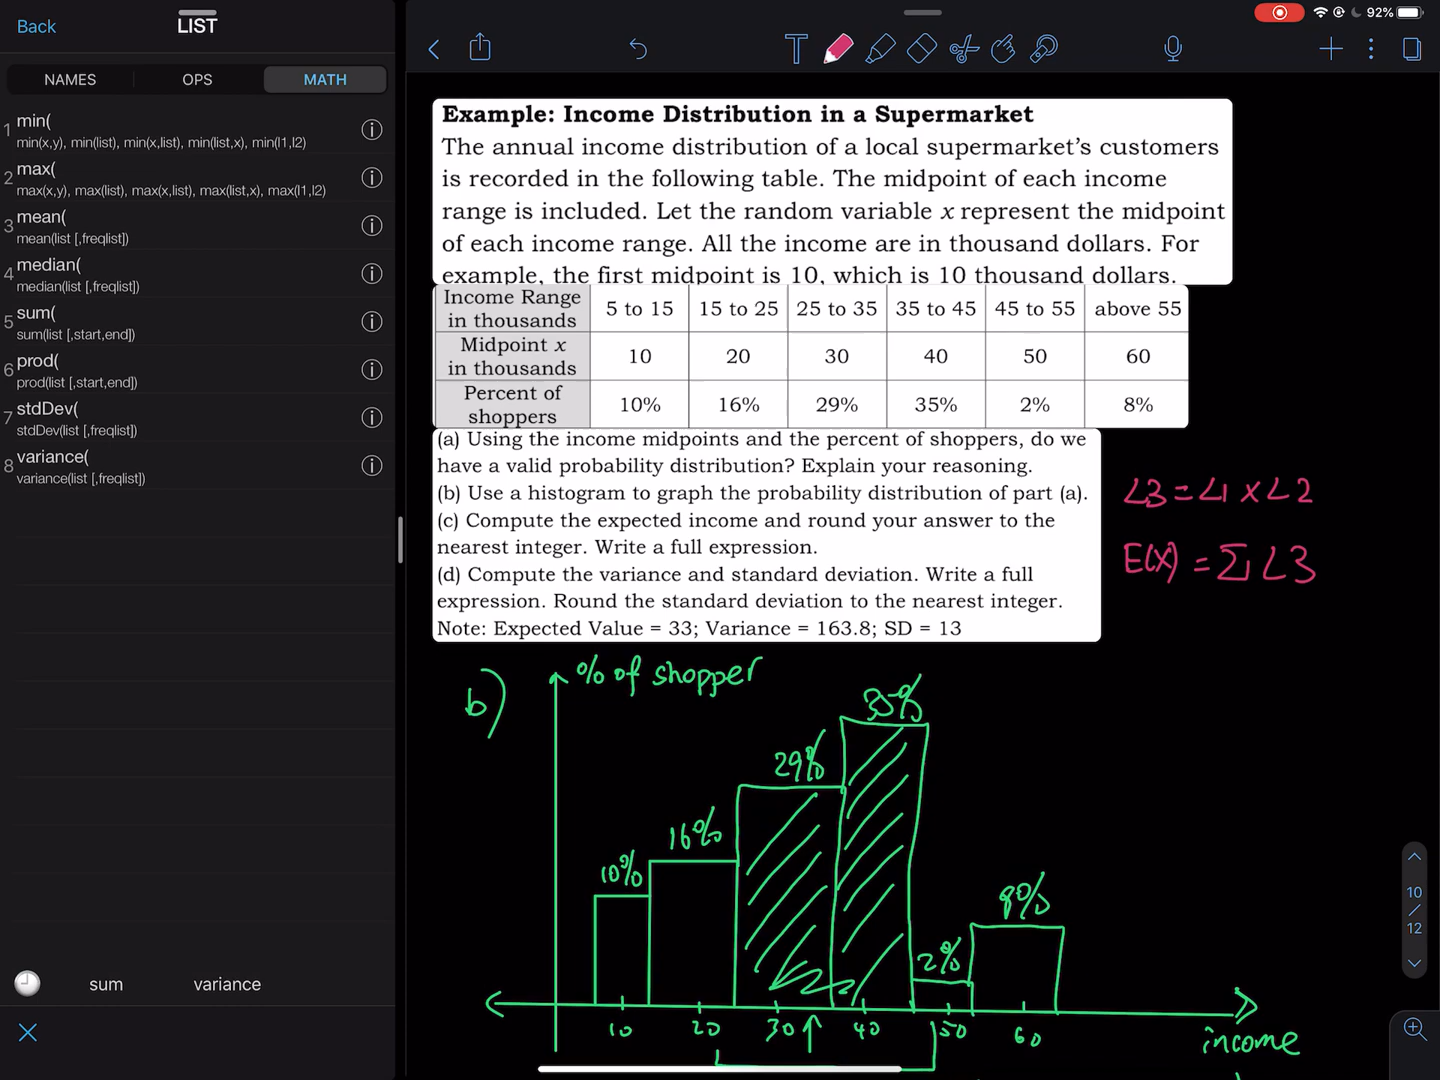 Back
LIST
92%
NAMES
OPS
MATH
1
min(
min(x,y), min(list), min(x,list), min(list,x), min(l1,l2)
2
max(
max(x,y), max(list), max(x,list), max(list,x), max(l1,l2)
3
mean(
mean(list [,freqlist])
4
median(
median(list [,freqlist])
5
sum(
sum(list [,start,end])
6
prod(
prod(list [,start,end])
7
stdDev(
stdDev(list [,freqlist])
8
variance(
variance(list [,freqlist])
sum
variance
Example: Income Distribution in a Supermarket
The annual income distribution of a local supermarket's customers
is recorded in the following table. The midpoint of each income
range is included. Let the random variable x represent the midpoint
of each income range. All the income are in thousand dollars. For
example, the first midpoint is 10, which is 10 thousand dollars.
Income Range in thousands 5 to 15 15 to 25 25 to 35 35 to 45 45 to 55 above 55
Midpoint x in thousands 10 20 30 40 50 60
Percent of shoppers 10% 16% 29% 35% 2% 8%
(a) Using the income midpoints and the percent of shoppers, do we
have a valid probability distribution? Explain your reasoning.
(b) Use a histogram to graph the probability distribution of part (a).
(c) Compute the expected income and round your answer to the
nearest integer. Write a full expression.
(d) Compute the variance and standard deviation. Write a full
expression. Round the standard deviation to the nearest integer.
Note: Expected Value = 33; Variance = 163.8; SD = 13
L3 = L1 × L2
E(X) = Σ L3
b)
% of shopper
10%
16%
29%
35%
2%
8%
10 20 30 40 50 60
income
10
/
12